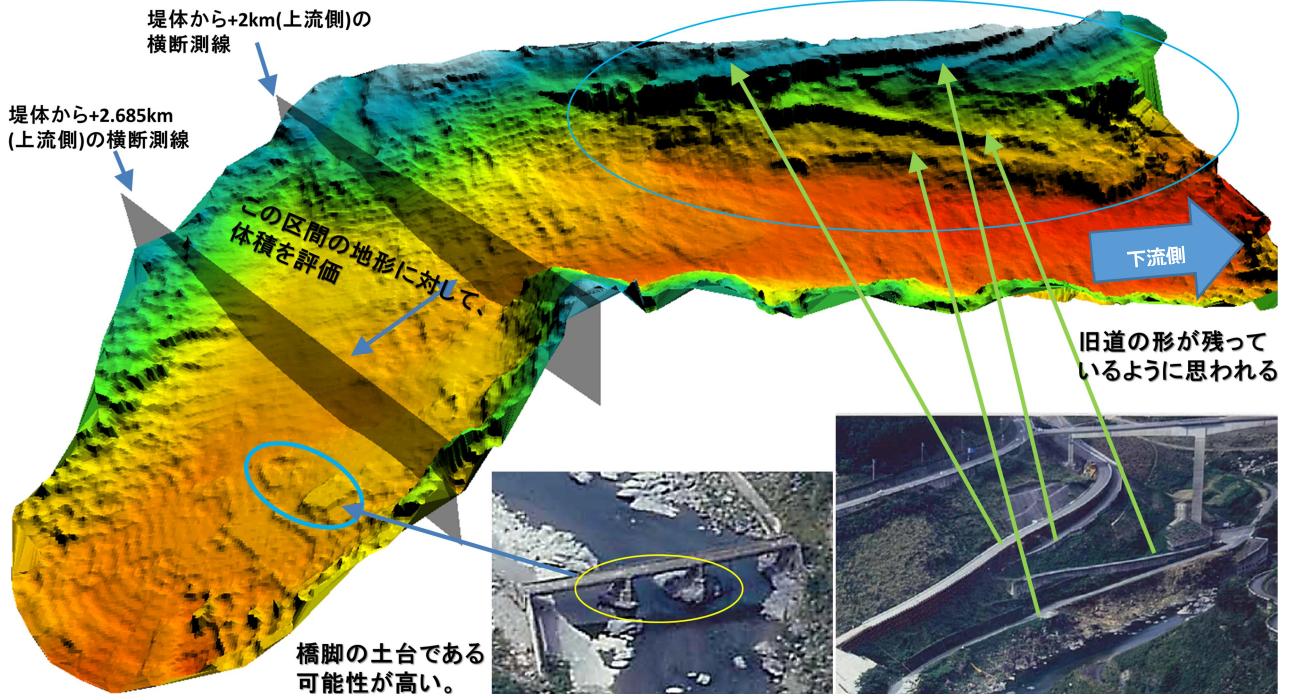 堤体から+2km(上流側)の
横断測線
堤体から+2.685km
(上流側)の横断測線
この区間の地形に対して、
体積を評価
下流側
旧道の形が残って
いるように思われる
橋脚の土台である
可能性が高い。